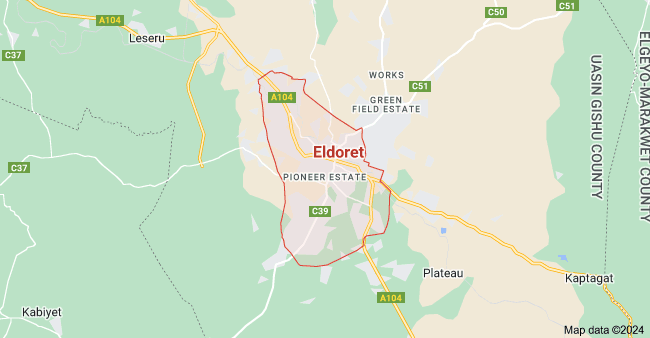 C50
C51
A104
Leseru
C37
WORKS
C51
A104
GREEN
FIELD ESTATE
UASIN GISHU COUNTY
ELGEYO-MARAKWET COUNTY
Eldoret
C37
PIONEER ESTATE
C39
Plateau
Kaptagat
A104
Kabiyet
Map data ©2024